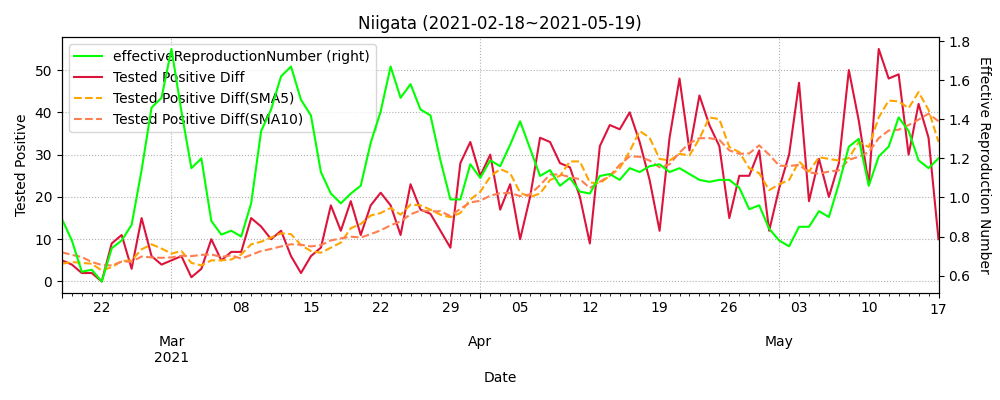 Niigata (2021-02-18~2021-05-19)
effectiveReproductionNumber (right)
Tested Positive Diff
Tested Positive Diff(SMA5)
Tested Positive Diff(SMA10)
Tested Positive
50
40
30
20
10
0
1.8
1.6
1.4
1.2
1.0
0.8
0.6
Effective Reproduction Number
22 08 15 22 29 05 12 19 26 03 10 17
Mar Apr May
2021
Date